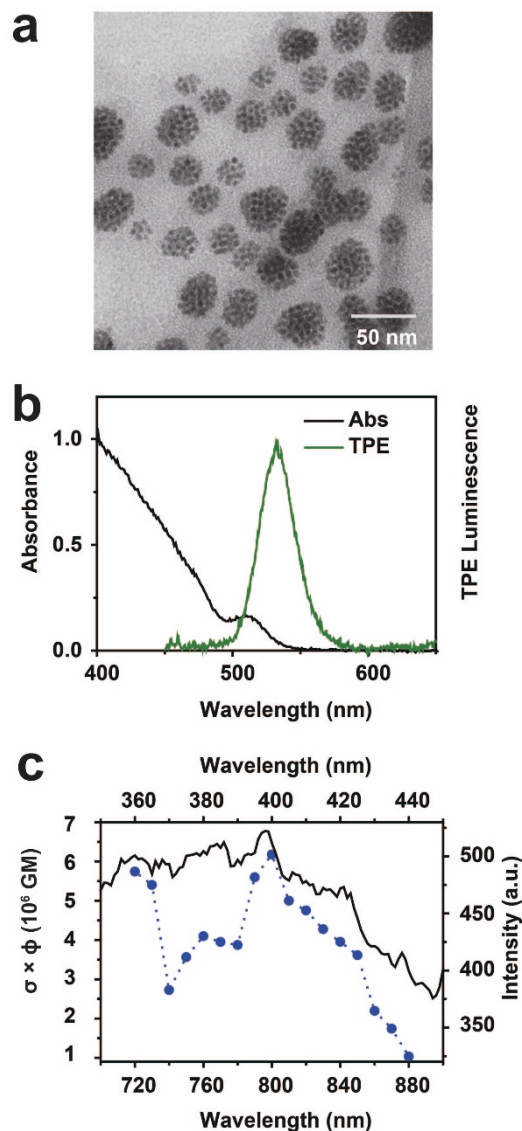 a
50 nm
b
Abs
TPE
1.0
0.5
0.0
Absorbance
TPE Luminescence
400 500 600
Wavelength (nm)
c
Wavelength (nm)
360 380 400 420 440
7
6
5
4
3
2
1
σ × ϕ (10⁶ GM)
500
450
400
350
Intensity (a.u.)
720 760 800 840 880
Wavelength (nm)